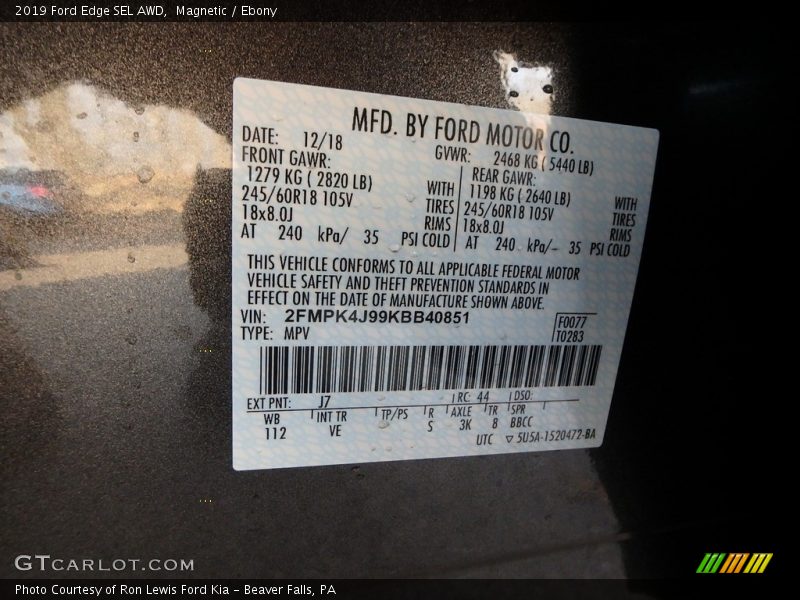 2019 Ford Edge SEL AWD,  Magnetic / Ebony
MFD. BY FORD MOTOR CO.
DATE: 12/18
GVWR: 2468 KG ( 5440 LB)
FRONT GAWR:
1279 KG ( 2820 LB)
WITH
245/60R18 105V
TIRES
18x8.0J
RIMS
AT 240 kPa/ 35 PSI COLD
REAR GAWR:
1198 KG ( 2640 LB)
WITH
245/60R18 105V
TIRES
18x8.0J
RIMS
AT 240 kPa/ 35 PSI COLD
THIS VEHICLE CONFORMS TO ALL APPLICABLE FEDERAL MOTOR
VEHICLE SAFETY AND THEFT PREVENTION STANDARDS IN
EFFECT ON THE DATE OF MANUFACTURE SHOWN ABOVE.
VIN: 2FMPK4J99KBB40851
F0077
TYPE: MPV
T0283
EXT PNT: J7 RC: 44 DSO:
WB INT TR TP/PS R AXLE TR SPR
112 VE S 3K 8 BBCC
UTC ▽ 5U5A-1520472-BA
GTCARLOT.COM
Photo Courtesy of Ron Lewis Ford Kia – Beaver Falls, PA